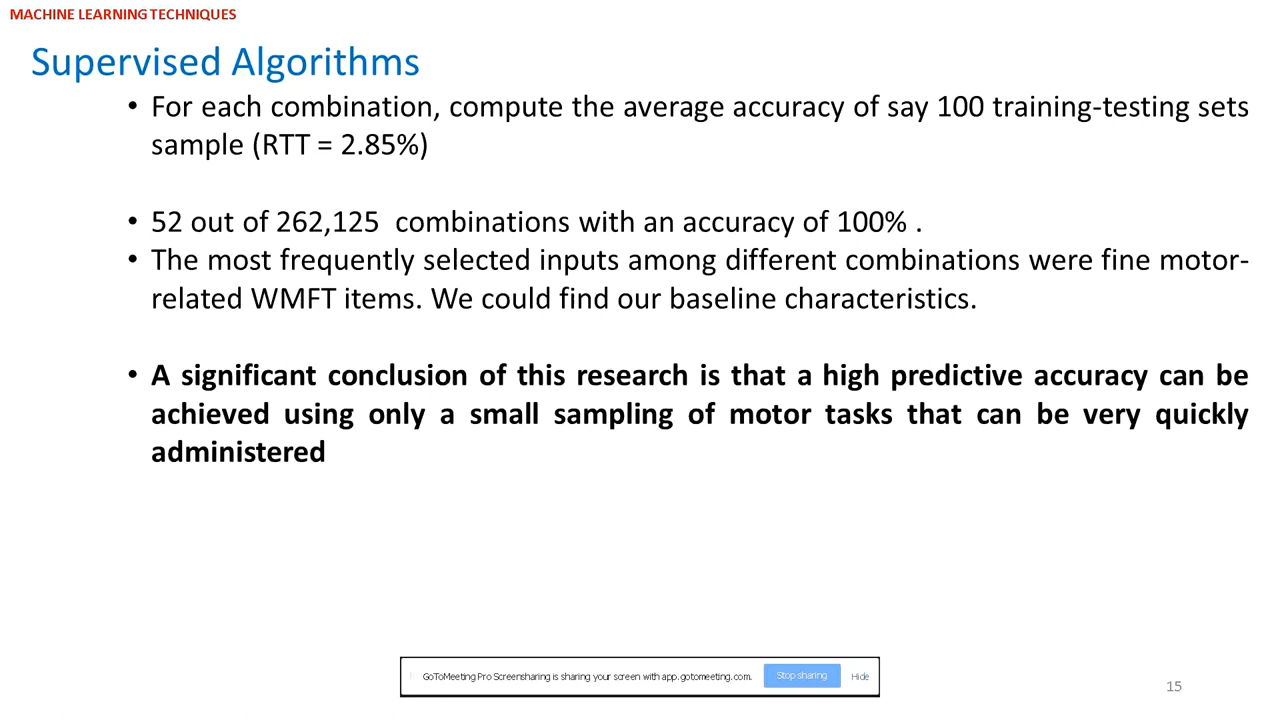 MACHINE LEARNING TECHNIQUES
Supervised Algorithms
• For each combination, compute the average accuracy of say 100 training-testing sets
sample (RTT = 2.85%)
• 52 out of 262,125 combinations with an accuracy of 100% .
• The most frequently selected inputs among different combinations were fine motor-
related WMFT items. We could find our baseline characteristics.
• A significant conclusion of this research is that a high predictive accuracy can be
achieved using only a small sampling of motor tasks that can be very quickly
administered
GoToMeeting Pro Screensharing is sharing your screen with app.gotomeeting.com. Stop sharing Hide
15